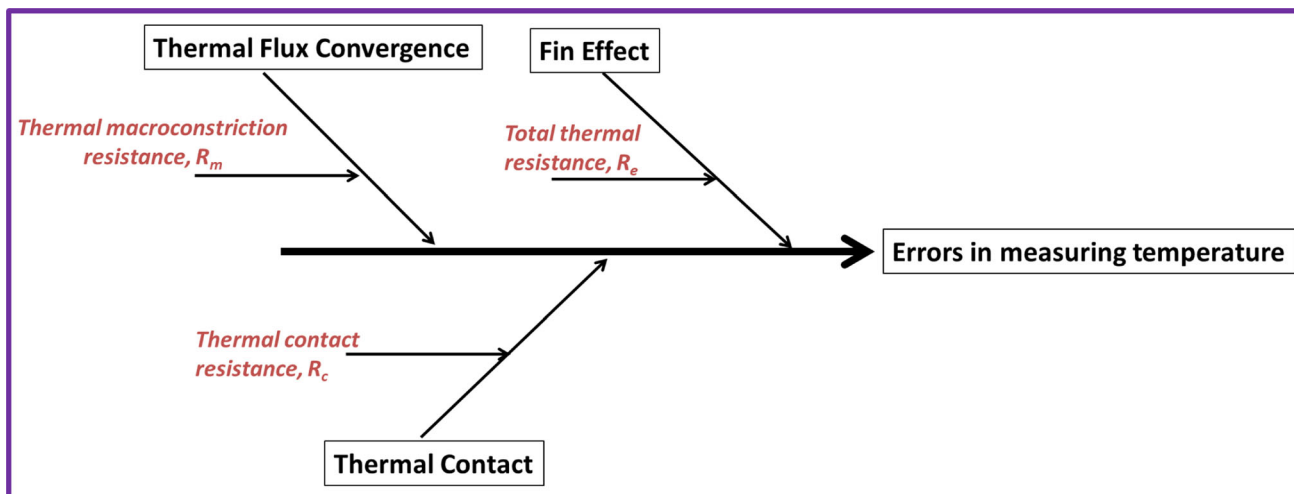 Thermal Flux Convergence
Fin Effect
Thermal macroconstriction
resistance, Rm
Total thermal
resistance, Re
Errors in measuring temperature
Thermal contact
resistance, Rc
Thermal Contact